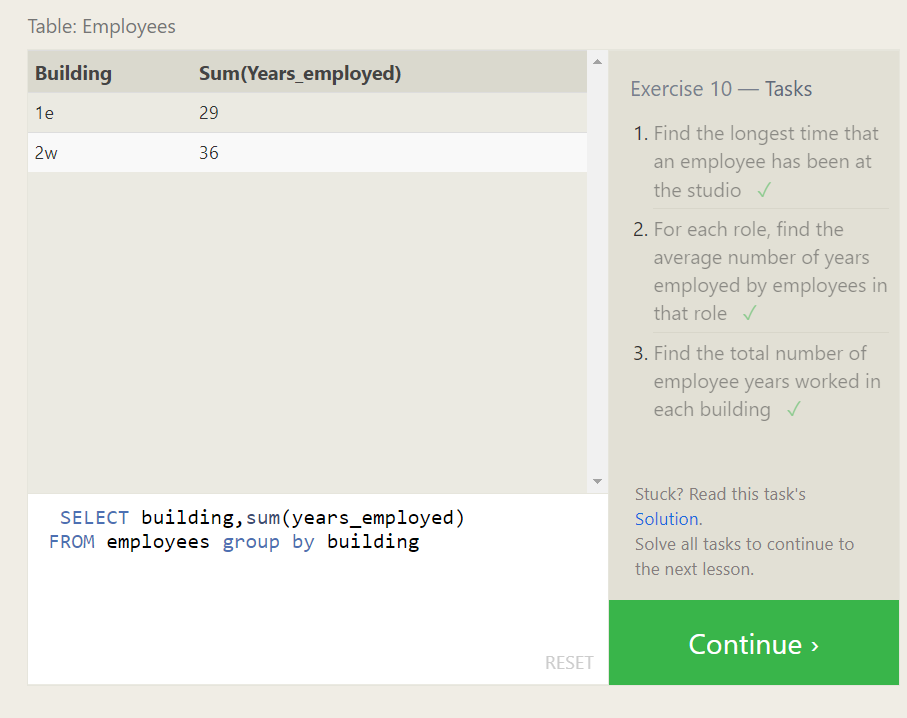 Table: Employees
Building Sum(Years_employed)
1e 29
2w 36
SELECT building,sum(years_employed)
FROM employees group by building
RESET
Exercise 10 — Tasks
1. Find the longest time that
an employee has been at
the studio ✓
2. For each role, find the
average number of years
employed by employees in
that role ✓
3. Find the total number of
employee years worked in
each building ✓
Stuck? Read this task's
Solution.
Solve all tasks to continue to
the next lesson.
Continue ›